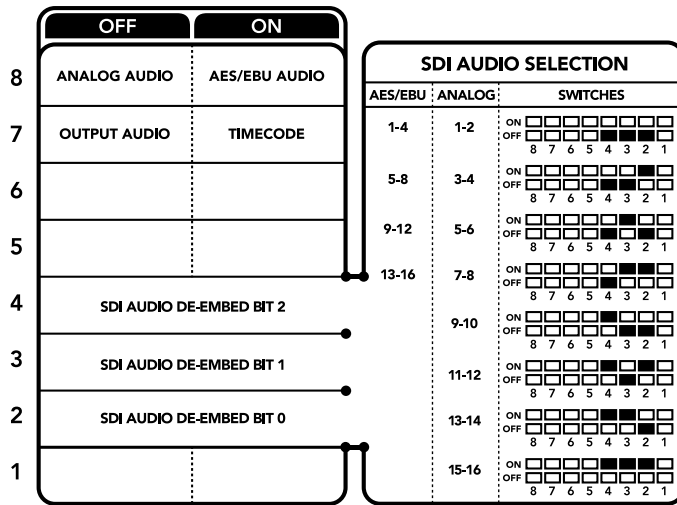 OFF ON
8 ANALOG AUDIO AES/EBU AUDIO
7 OUTPUT AUDIO TIMECODE
6
5
4 SDI AUDIO DE-EMBED BIT 2
3 SDI AUDIO DE-EMBED BIT 1
2 SDI AUDIO DE-EMBED BIT 0
1
SDI AUDIO SELECTION
AES/EBU ANALOG SWITCHES
1-4 1-2 ON
OFF
8 7 6 5 4 3 2 1
5-8 3-4 ON
OFF
8 7 6 5 4 3 2 1
9-12 5-6 ON
OFF
8 7 6 5 4 3 2 1
13-16 7-8 ON
OFF
8 7 6 5 4 3 2 1
9-10 ON
OFF
8 7 6 5 4 3 2 1
11-12 ON
OFF
8 7 6 5 4 3 2 1
13-14 ON
OFF
8 7 6 5 4 3 2 1
15-16 ON
OFF
8 7 6 5 4 3 2 1